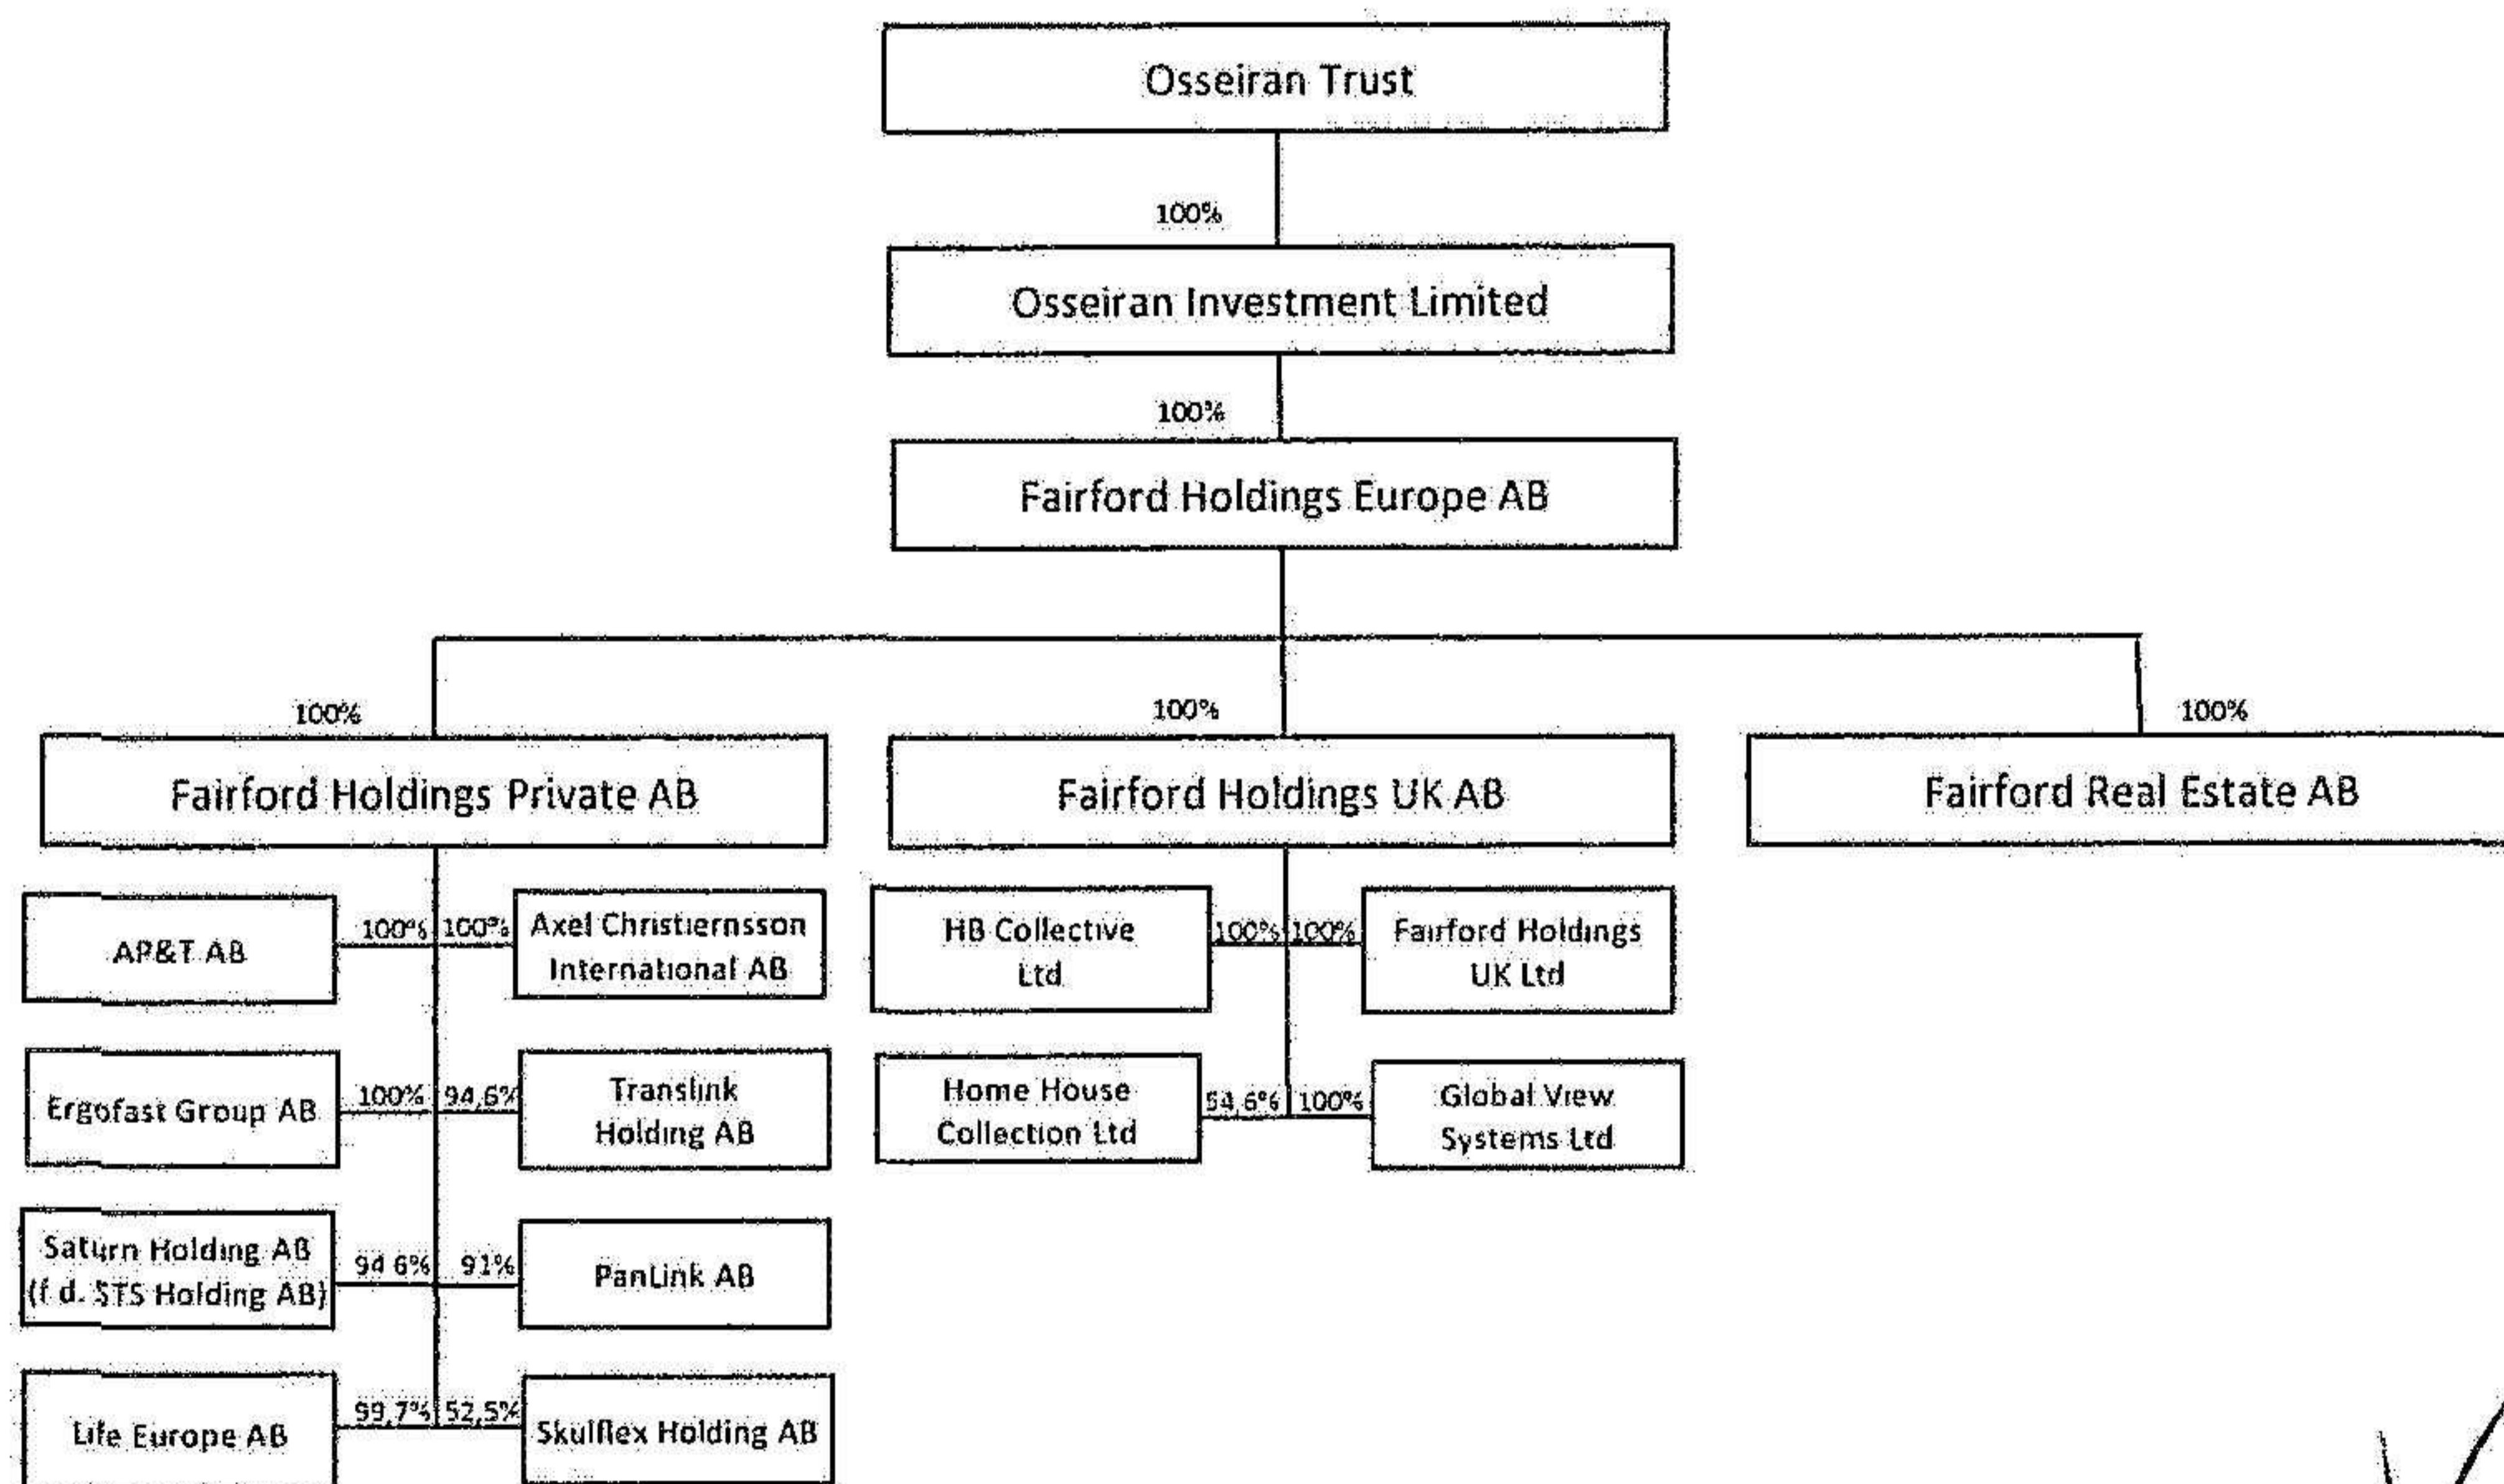 Osseiran Trust
100%
Osseiran Investment Limited
100%
Fairford Holdings Europe AB
100%
100%
100%
Fairford Holdings Private AB
Fairford Holdings UK AB
Fairford Real Estate AB
AP&T AB
100%
100%
Axel Christiernsson
International AB
HB Collective
Ltd
100%
100%
Fairford Holdings
UK Ltd
Ergofast Group AB
100%
94,6%
Translink
Holding AB
Home House
Collection Ltd
54,6%
100%
Global View
Systems Ltd
Saturn Holding AB
(f d. STS Holding AB)
94 6%
91%
PanLink AB
Life Europe AB
99,7%
52,5%
Skulflex Holding AB